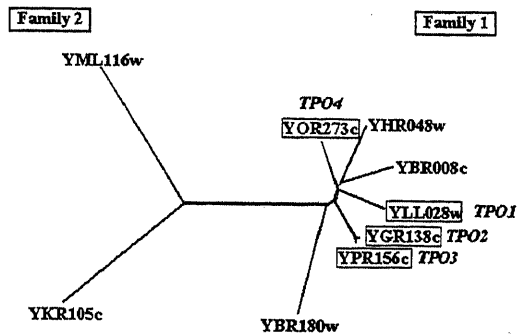 Family 2
Family 1
YML116w
TPO4
YOR273c
YHR048w
YBR008c
YLL028w TPO1
YGR138c TPO2
YPR156c TPO3
YKR105c
YBR180w